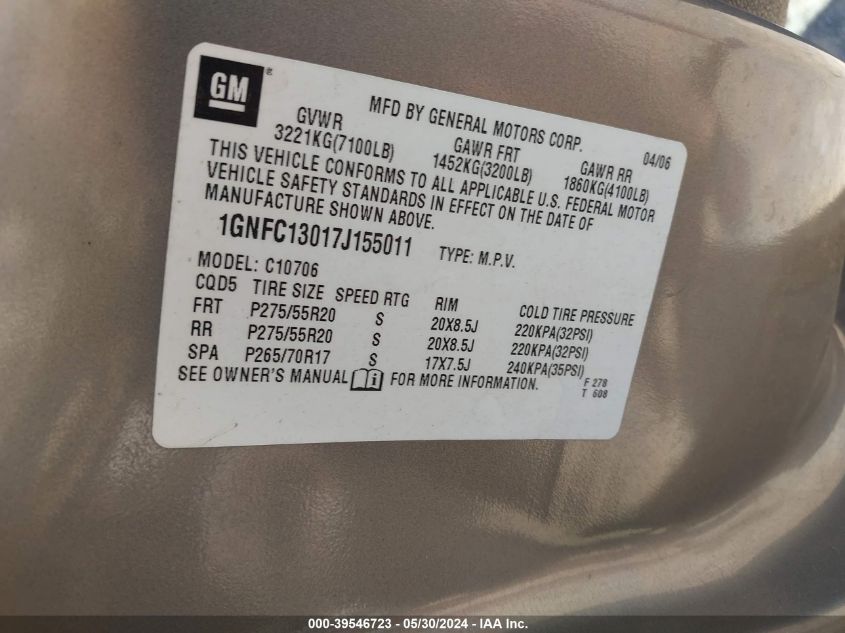 GM®
MFD BY GENERAL MOTORS CORP. 04/06
GVWR GAWR FRT GAWR RR
3221KG(7100LB) 1452KG(3200LB) 1860KG(4100LB)
THIS VEHICLE CONFORMS TO ALL APPLICABLE U.S. FEDERAL MOTOR
VEHICLE SAFETY STANDARDS IN EFFECT ON THE DATE OF
MANUFACTURE SHOWN ABOVE.
1GNFC13017J155011 TYPE: M.P.V.
MODEL: C10706
CQD5 TIRE SIZE SPEED RTG RIM COLD TIRE PRESSURE
FRT P275/55R20 S 20X8.5J 220KPA(32PSI)
RR P275/55R20 S 20X8.5J 220KPA(32PSI)
SPA P265/70R17 S 17X7.5J 240KPA(35PSI)
SEE OWNER'S MANUAL FOR MORE INFORMATION. F 278
T 608
000-39546723 - 05/30/2024 - IAA Inc.